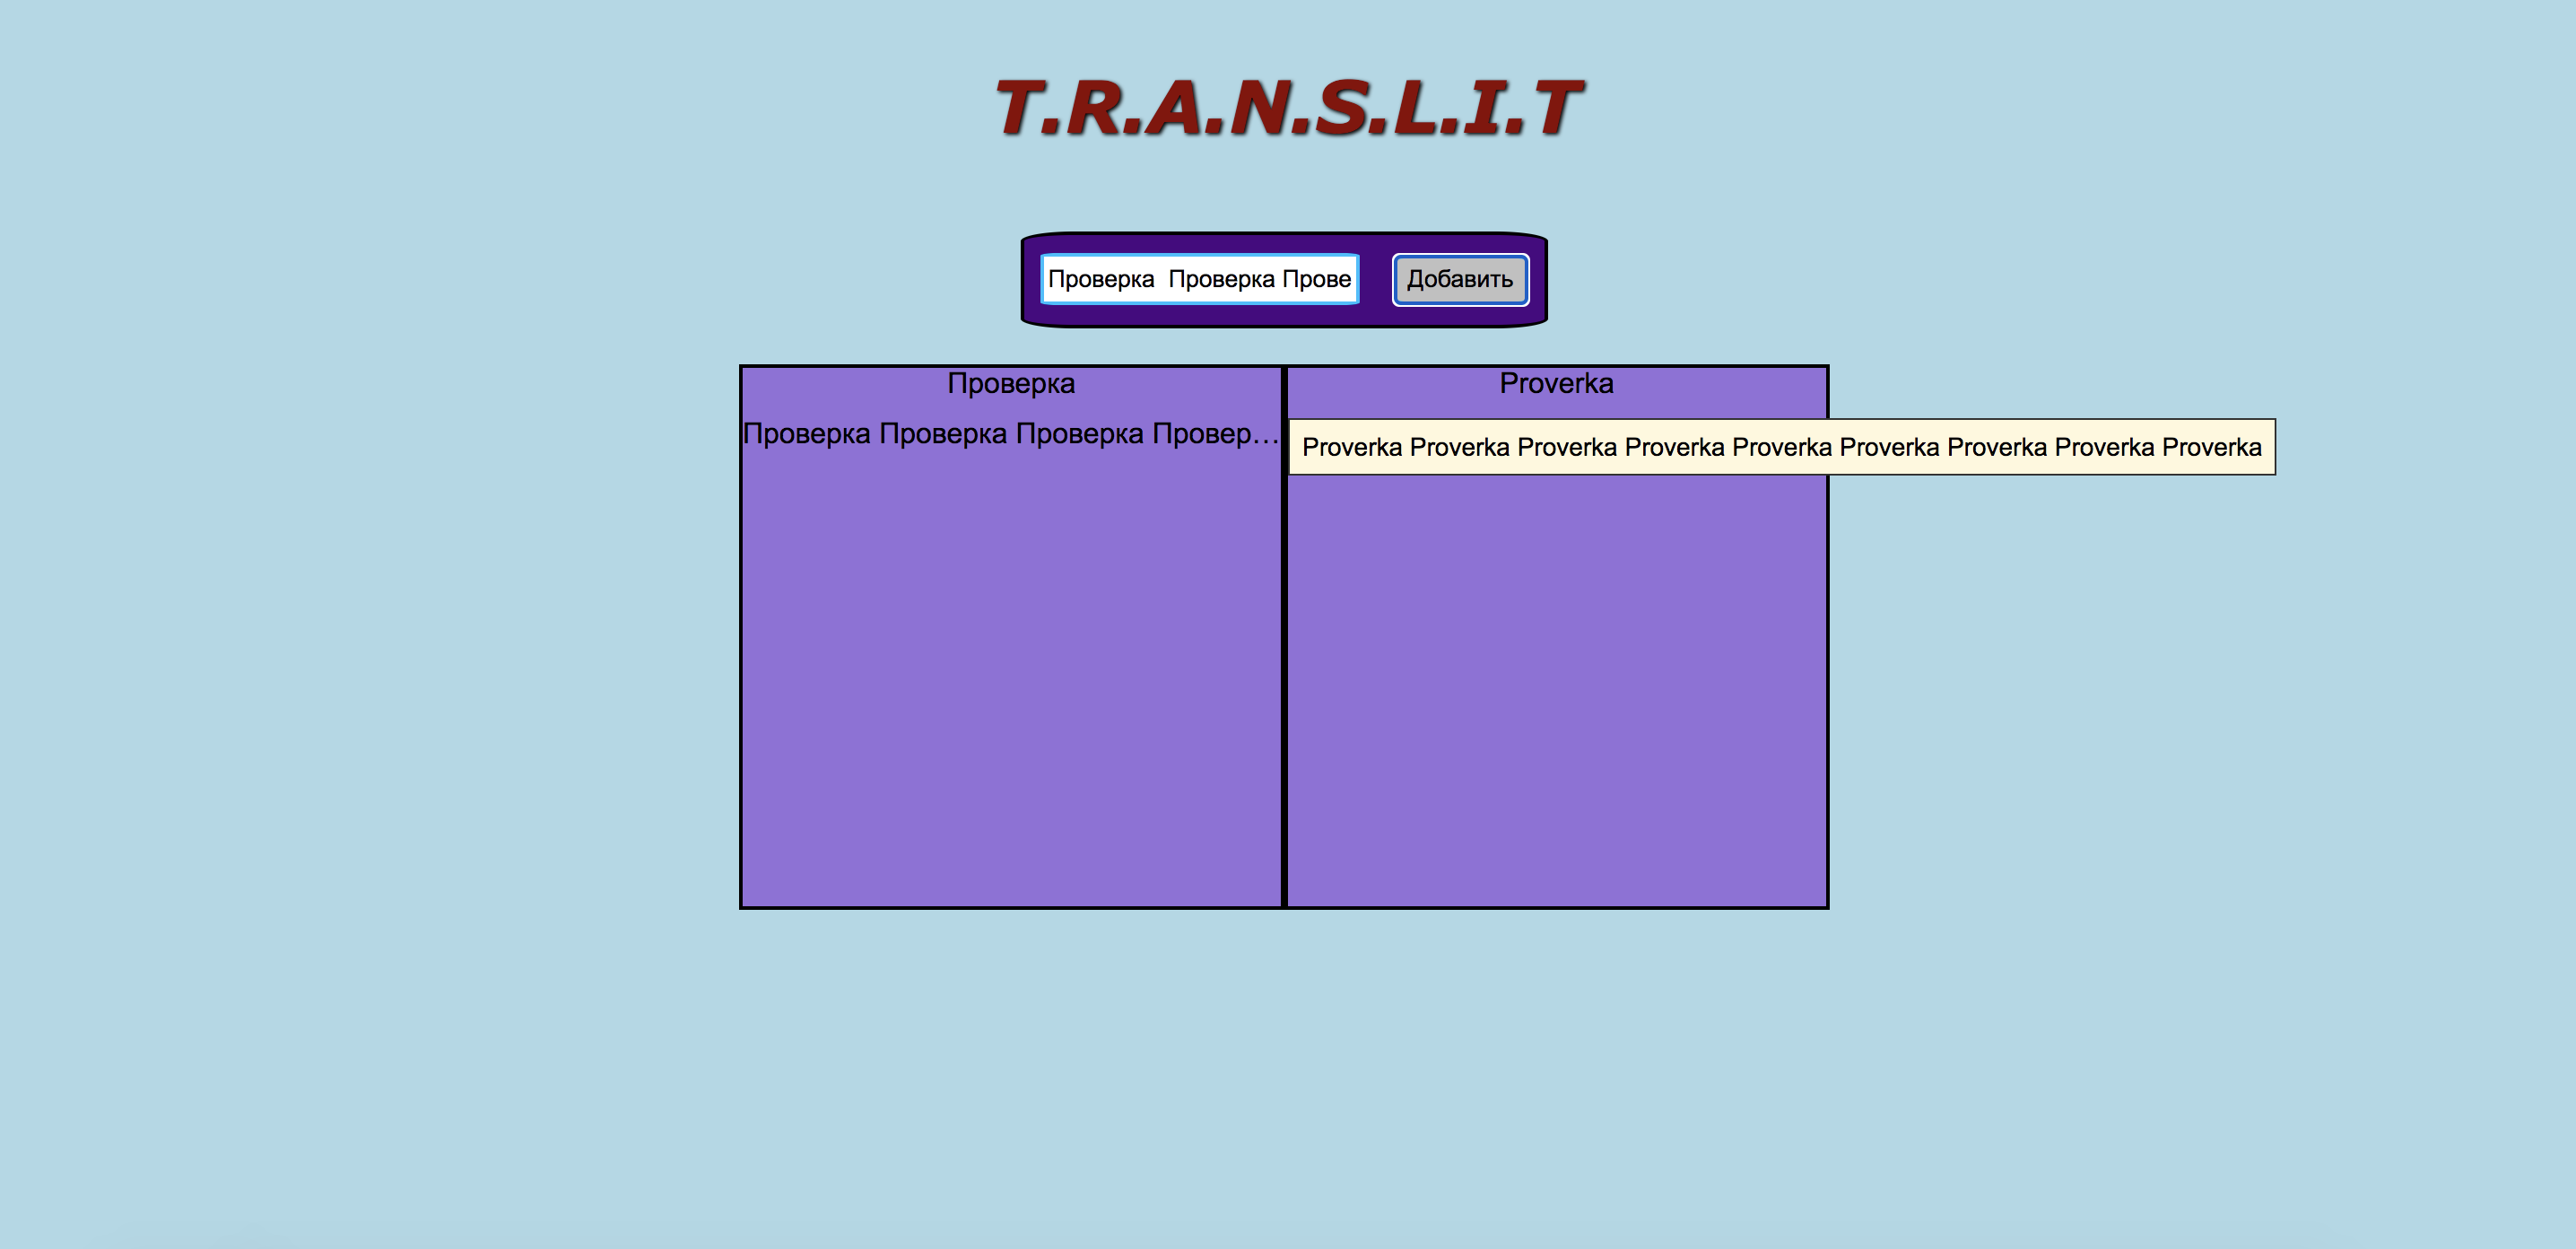 T.R.A.N.S.L.I.T
Проверка  Проверка Прове
Добавить
Проверка
Proverka
Проверка Проверка Проверка Провер…
Proverka Proverka Proverka Proverka Proverka Proverka Proverka Proverka Proverka